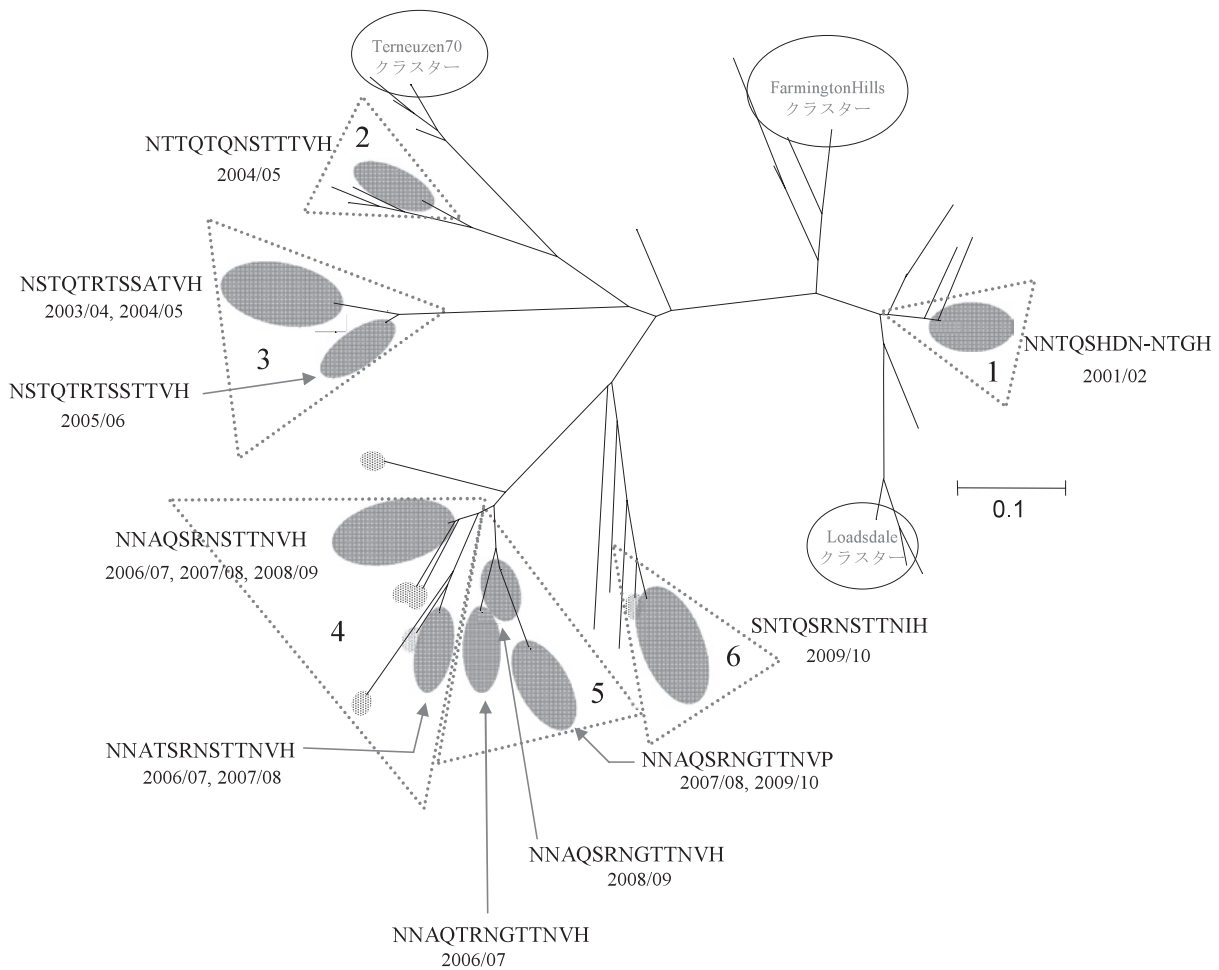 Terneuzen70
クラスター
FarmingtonHills
クラスター
2
NTTQTQNSTTTVH
2004/05
NSTQTRTSSATVH
2003/04, 2004/05
3
NSTQTRTSSTTVH
2005/06
1
NNTQSHDN-NTGH
2001/02
0.1
Loadsdale
クラスター
NNAQSRNSTTNVH
2006/07, 2007/08, 2008/09
4
5
6
SNTQSRNSTTNIH
2009/10
NNATSRNSTTNVH
2006/07, 2007/08
NNAQSRNGTTNVP
2007/08, 2009/10
NNAQSRNGTTNVH
2008/09
NNAQTRNGTTNVH
2006/07